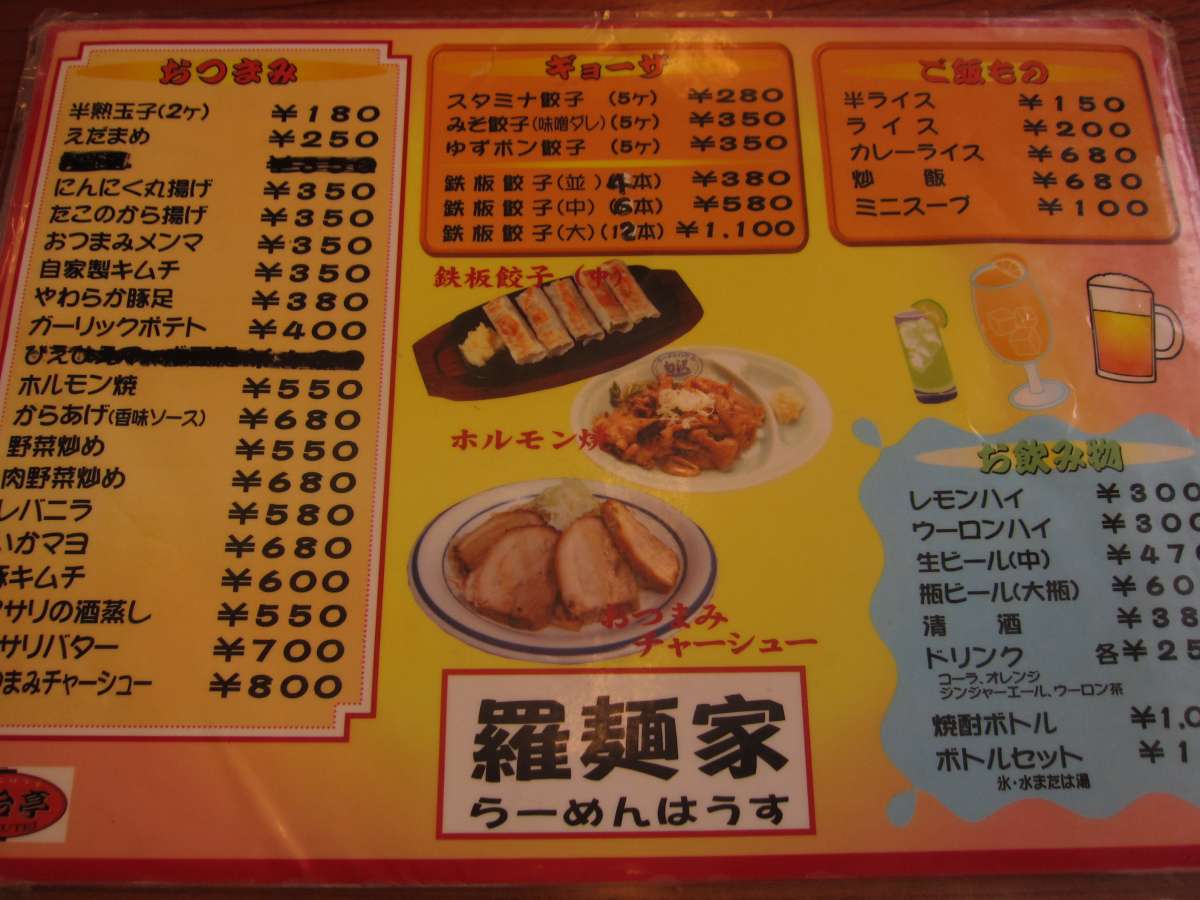 おつまみ
半熟玉子(2ヶ) ¥180
えだまめ ¥250
にんにく丸揚げ ¥350
たこのから揚げ ¥350
おつまみメンマ ¥350
自家製キムチ ¥350
やわらか豚足 ¥380
ガーリックポテト ¥400
ホルモン焼 ¥550
からあげ(香味ソース) ¥680
野菜炒め ¥550
肉野菜炒め ¥680
レバニラ ¥580
いかマヨ ¥680
豚キムチ ¥600
アサリの酒蒸し ¥550
サリバター ¥700
つまみチャーシュー ¥800
ギョーザ
スタミナ餃子 (5ヶ) ¥280
みそ餃子(味噌ダレ)(5ヶ) ¥350
ゆずポン餃子 (5ヶ) ¥350
鉄板餃子(並)(4本) ¥380
鉄板餃子(中)(6本) ¥580
鉄板餃子(大)(12本) ¥1,100
ご飯もの
半ライス ¥150
ライス ¥200
カレーライス ¥680
炒飯 ¥680
ミニスープ ¥100
鉄板餃子(中)
ホルモン焼
おつまみ
チャーシュー
お飲み物
レモンハイ ¥300
ウーロンハイ ¥300
生ビール(中) ¥470
瓶ビール(大瓶) ¥60
清酒 ¥38
ドリンク 各¥25
コーラ、オレンジ
ジンジャーエール、ウーロン茶
焼酎ボトル ¥1,0
ボトルセット ¥1
氷・水または湯
羅麺家
らーめんはうす
亭